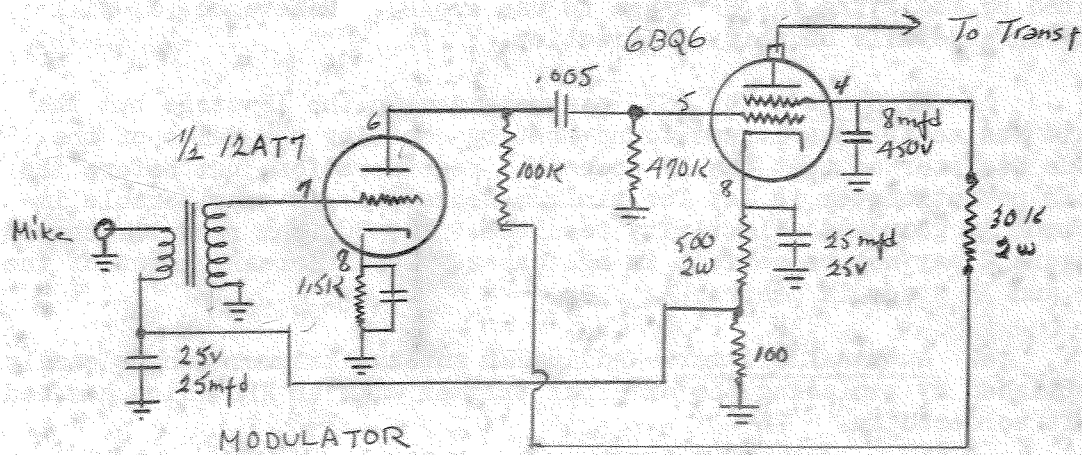 6BQ6
To Transf
.005
6
5
4
1/2 12AT7
8mfd
450V
100K
470K
7
8
Mike
500
2W
25mfd
25V
30K
2W
8
1.5K
25V
25mfd
100
MODULATOR